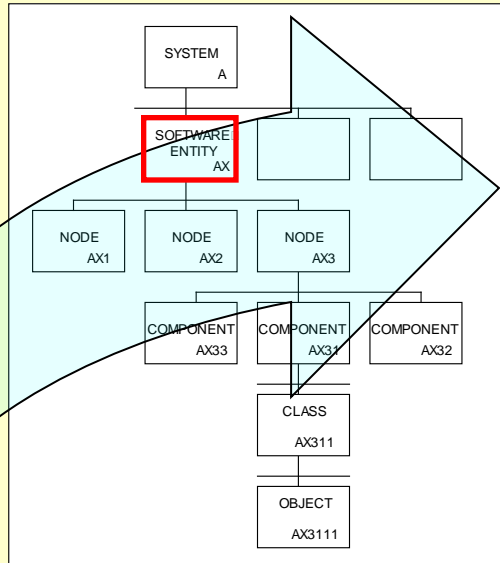 SYSTEM
A
SOFTWARE
ENTITY
AX
NODE
AX1
NODE
AX2
NODE
AX3
COMPONENT
AX33
COMPONENT
AX31
COMPONENT
AX32
CLASS
AX311
OBJECT
AX3111